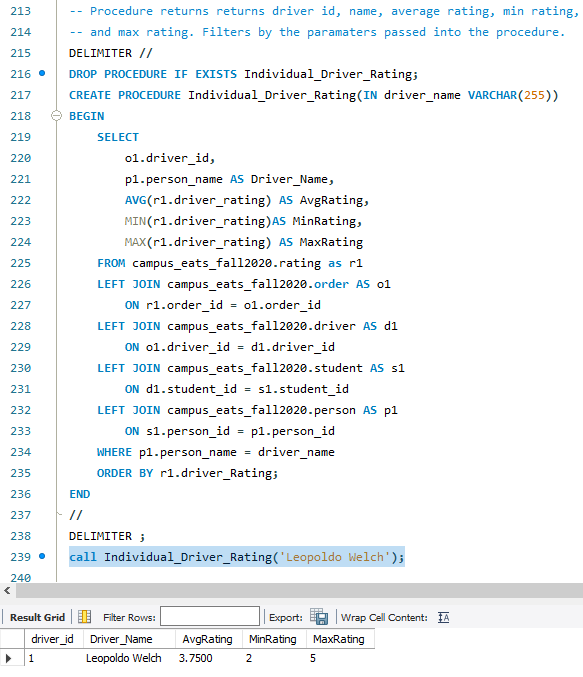 213 -- Procedure returns returns driver id, name, average rating, min rating,
214 -- and max rating. Filters by the paramaters passed into the procedure.
215 DELIMITER //
216 DROP PROCEDURE IF EXISTS Individual_Driver_Rating;
217 CREATE PROCEDURE Individual_Driver_Rating(IN driver_name VARCHAR(255))
218 BEGIN
219 SELECT
220 o1.driver_id,
221 p1.person_name AS Driver_Name,
222 AVG(r1.driver_rating) AS AvgRating,
223 MIN(r1.driver_rating)AS MinRating,
224 MAX(r1.driver_rating) AS MaxRating
225 FROM campus_eats_fall2020.rating as r1
226 LEFT JOIN campus_eats_fall2020.order AS o1
227 ON r1.order_id = o1.order_id
228 LEFT JOIN campus_eats_fall2020.driver AS d1
229 ON o1.driver_id = d1.driver_id
230 LEFT JOIN campus_eats_fall2020.student AS s1
231 ON d1.student_id = s1.student_id
232 LEFT JOIN campus_eats_fall2020.person AS p1
233 ON s1.person_id = p1.person_id
234 WHERE p1.person_name = driver_name
235 ORDER BY r1.driver_Rating;
236 END
237 //
238 DELIMITER ;
239 call Individual_Driver_Rating('Leopoldo Welch');
240
Result Grid Filter Rows: Export: Wrap Cell Content:
driver_id Driver_Name AvgRating MinRating MaxRating
1 Leopoldo Welch 3.7500 2 5